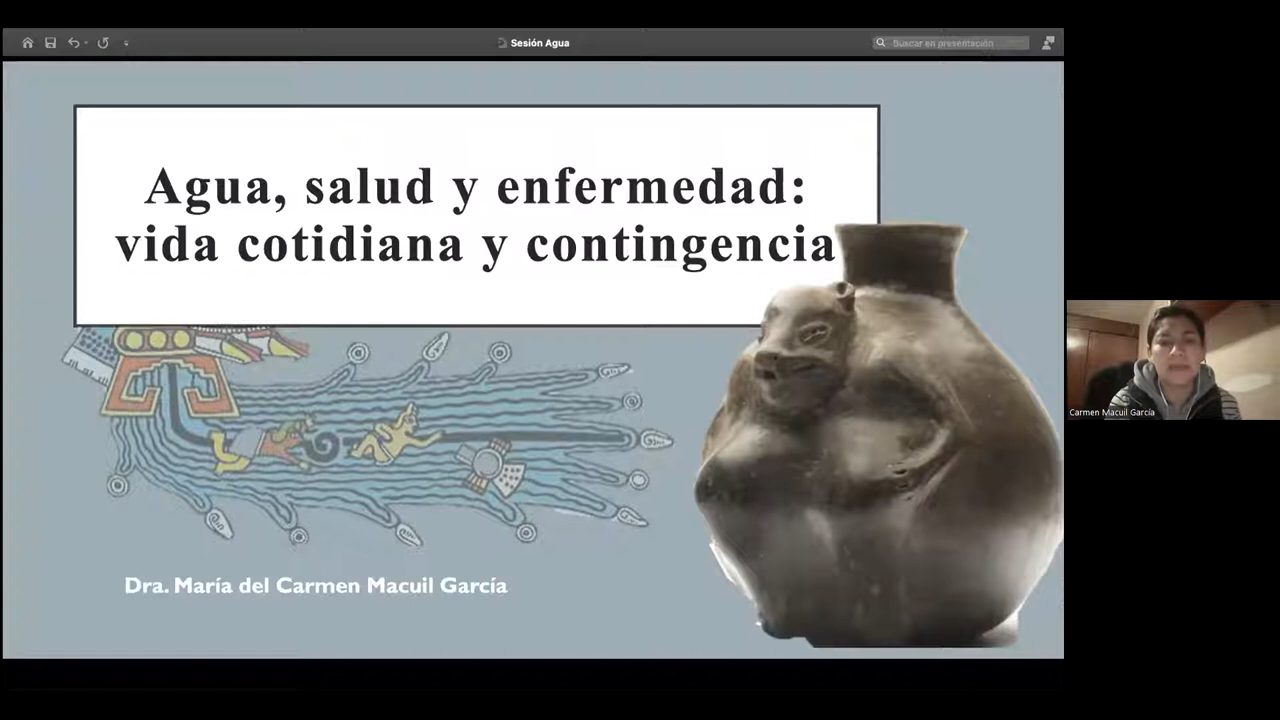 Sesión Agua
Buscar en presentación
Agua, salud y enfermedad:
vida cotidiana y contingencia
Carmen Macuil García
Dra. María del Carmen Macuil García